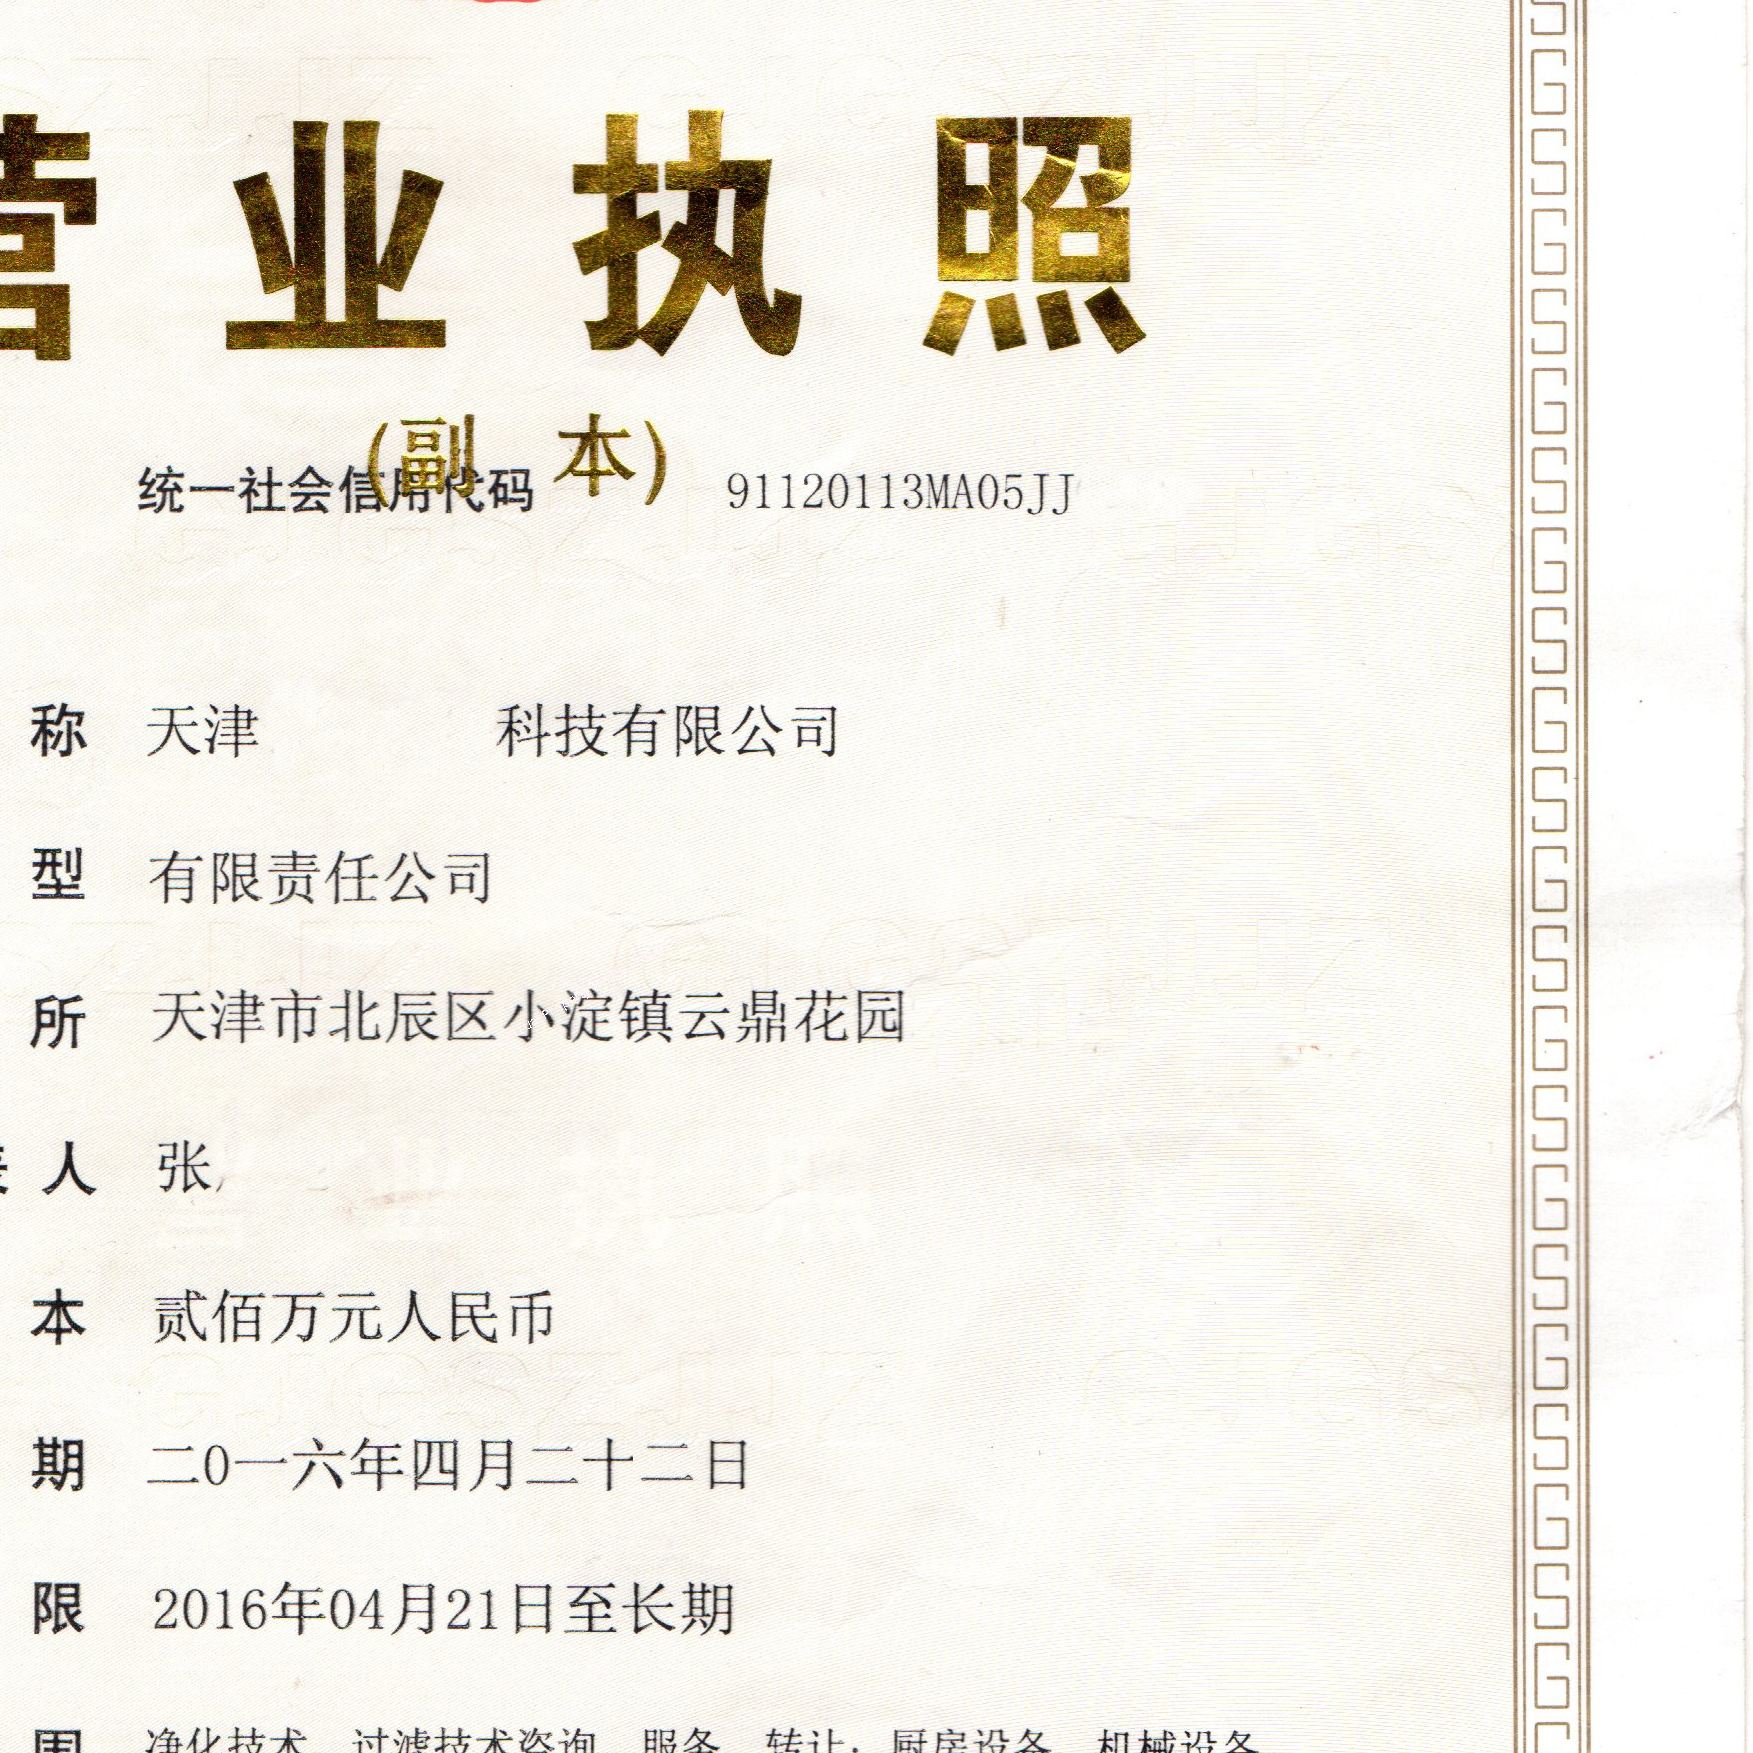 营业执照
(副 本)
统一社会信用代码 91120113MA05JJ
称 天津 科技有限公司
型 有限责任公司
所 天津市北辰区小淀镇云鼎花园
人 张
本 贰佰万元人民币
期 二0一六年四月二十二日
限 2016年04月21日至长期
围 净化技术、过滤技术咨询、服务、转让；厨房设备、机械设备、